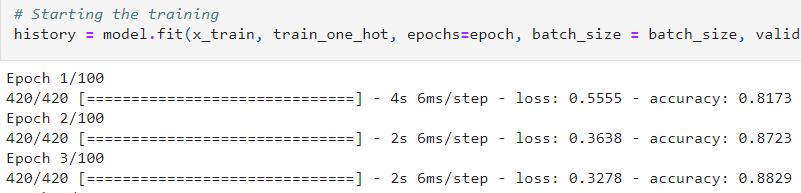 # Starting the training
history = model.fit(x_train, train_one_hot, epochs=epoch, batch_size = batch_size, valid
Epoch 1/100
420/420 [==============================] - 4s 6ms/step - loss: 0.5555 - accuracy: 0.8173
Epoch 2/100
420/420 [==============================] - 2s 6ms/step - loss: 0.3638 - accuracy: 0.8723
Epoch 3/100
420/420 [==============================] - 2s 6ms/step - loss: 0.3278 - accuracy: 0.8829